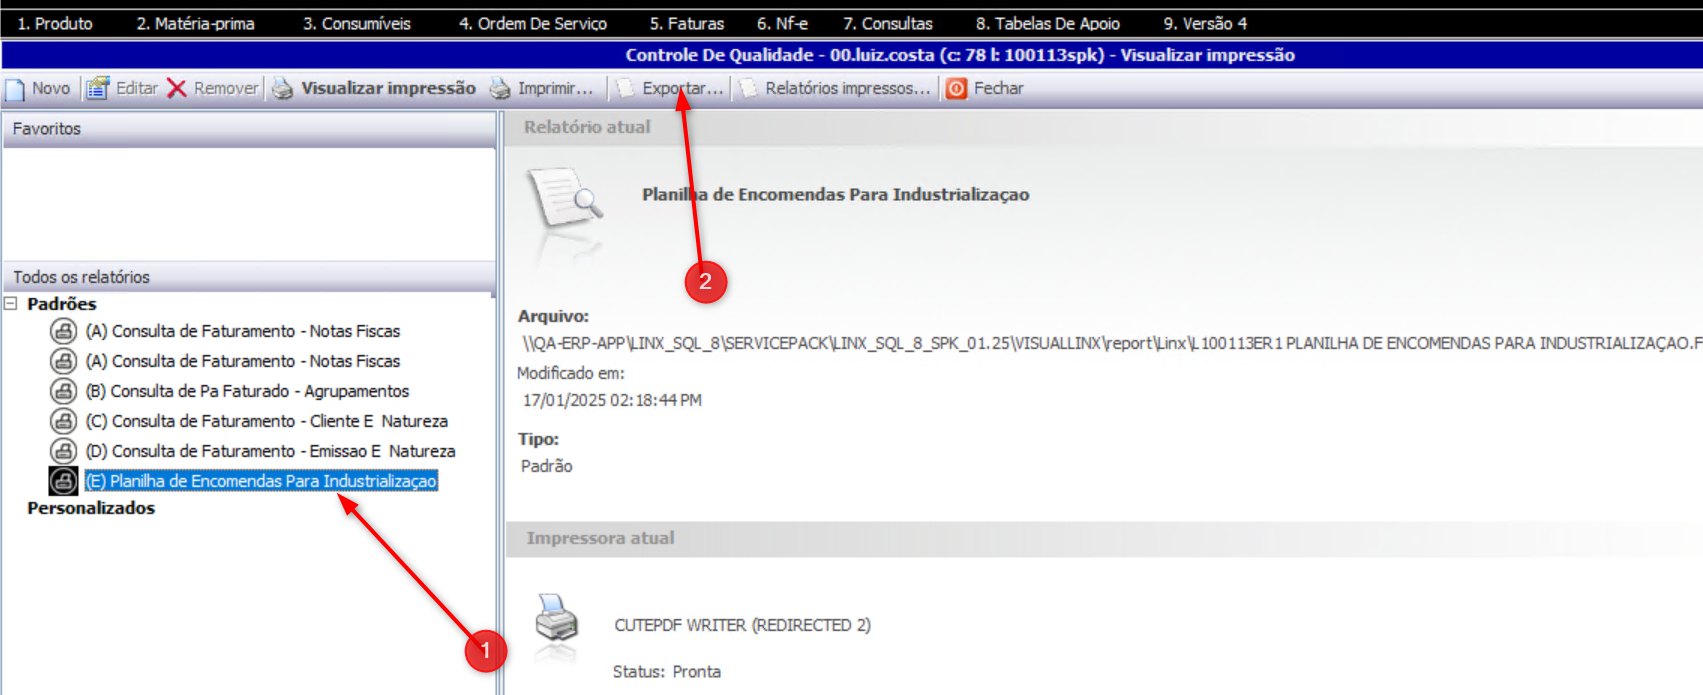 1. Produto 2. Matéria-prima 3. Consumíveis 4. Ordem De Serviço 5. Faturas 6. Nf-e 7. Consultas 8. Tabelas De Apoio 9. Versão 4
Controle De Qualidade - 00.luiz.costa (c: 78 l: 100113spk) - Visualizar impressão
Novo Editar Remover Visualizar impressão Imprimir... Exportar... Relatórios impressos... Fechar
Favoritos
Todos os relatórios
Padrões
(A) Consulta de Faturamento - Notas Fiscas
(A) Consulta de Faturamento - Notas Fiscas
(B) Consulta de Pa Faturado - Agrupamentos
(C) Consulta de Faturamento - Cliente E Natureza
(D) Consulta de Faturamento - Emissao E Natureza
(E) Planilha de Encomendas Para Industrializaçao
Personalizados
1
Relatório atual
Planilha de Encomendas Para Industrializaçao
2
Arquivo:
\\QA-ERP-APP\LINX_SQL_8\SERVICEPACK\LINX_SQL_8_SPK_01.25\VISUALLINX\report\Linx\L100113ER1 PLANILHA DE ENCOMENDAS PARA INDUSTRIALIZAÇAO.F
Modificado em:
17/01/2025 02:18:44 PM
Tipo:
Padrão
Impressora atual
CUTEPDF WRITER (REDIRECTED 2)
Status: Pronta